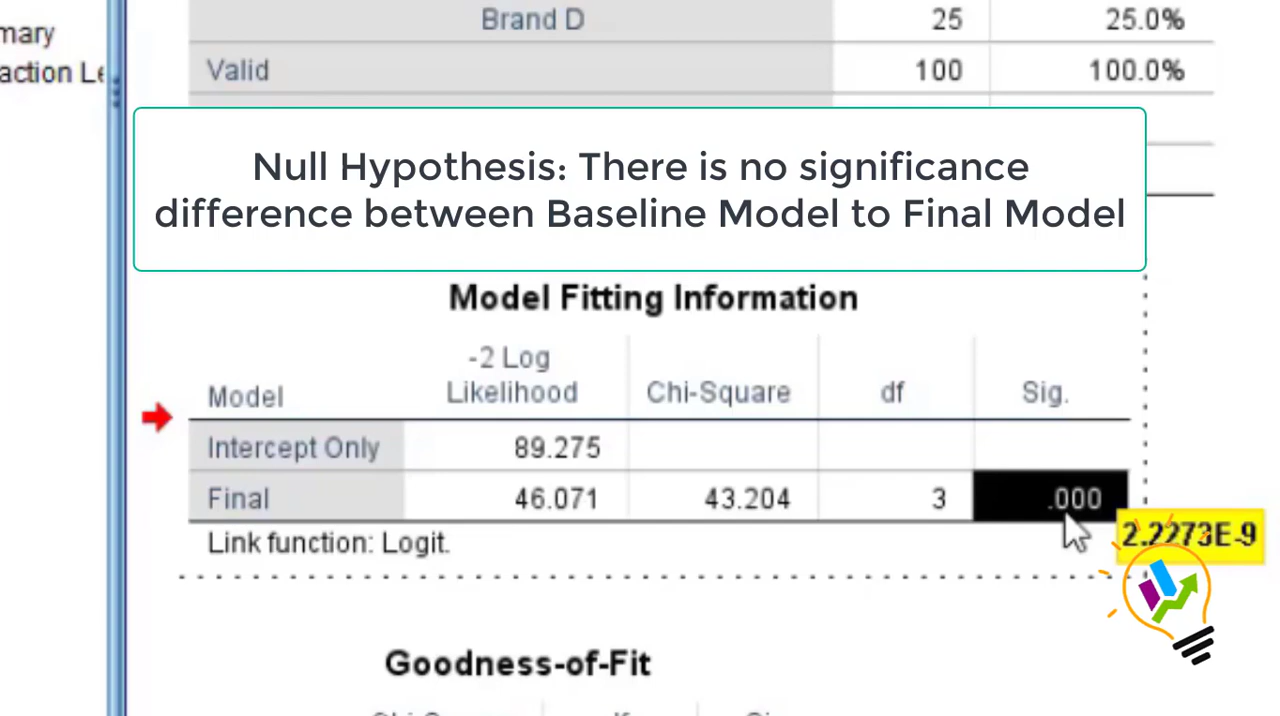 Brand D 25 25.0%
mary
action Le
Valid 100 100.0%
Null Hypothesis: There is no significance
difference between Baseline Model to Final Model
Model Fitting Information
Model -2 Log Likelihood Chi-Square df Sig.
Intercept Only 89.275
Final 46.071 43.204 3 .000
2.2273E-9
Link function: Logit.
Goodness-of-Fit